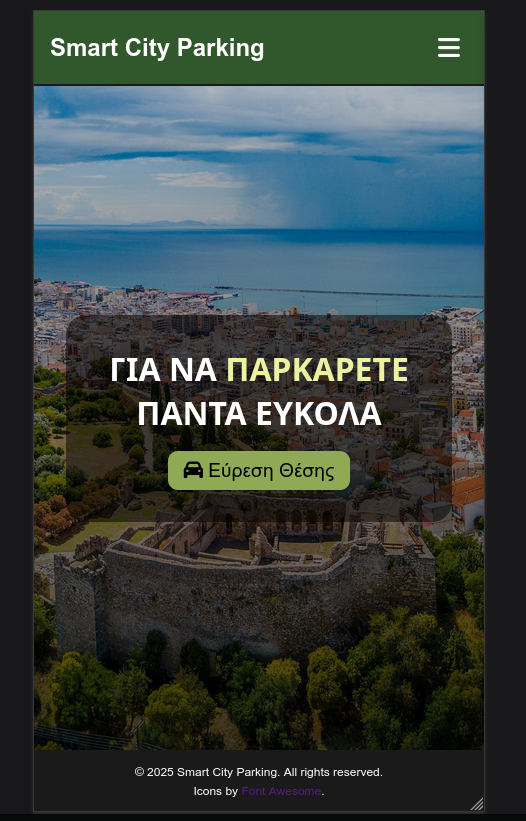 Smart City Parking
ΓΙΑ ΝΑ ΠΑΡΚΑΡΕΤΕ
ΠΑΝΤΑ ΕΥΚΟΛΑ
Εύρεση Θέσης
© 2025 Smart City Parking. All rights reserved.
Icons by Font Awesome.